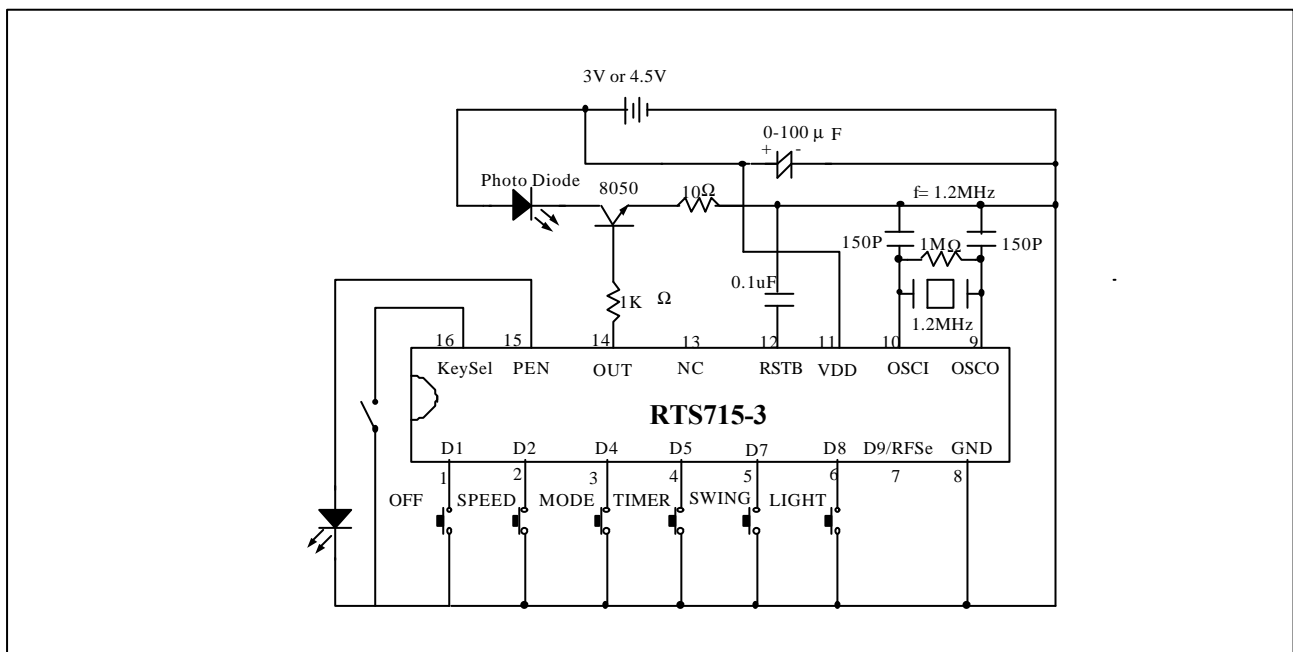 3V or 4.5V
0-100 μ F
+ -
Photo Diode
8050
10Ω
f= 1.2MHz
150P
1MΩ
150P
0.1uF
1K Ω
1.2MHz
16 15 14 13 12 11 10 9
KeySel PEN OUT NC RSTB VDD OSCI OSCO
RTS715-3
D1 D2 D4 D5 D7 D8 D9/RFSe GND
1 2 3 4 5 6 7 8
OFF SPEED MODE TIMER SWING LIGHT